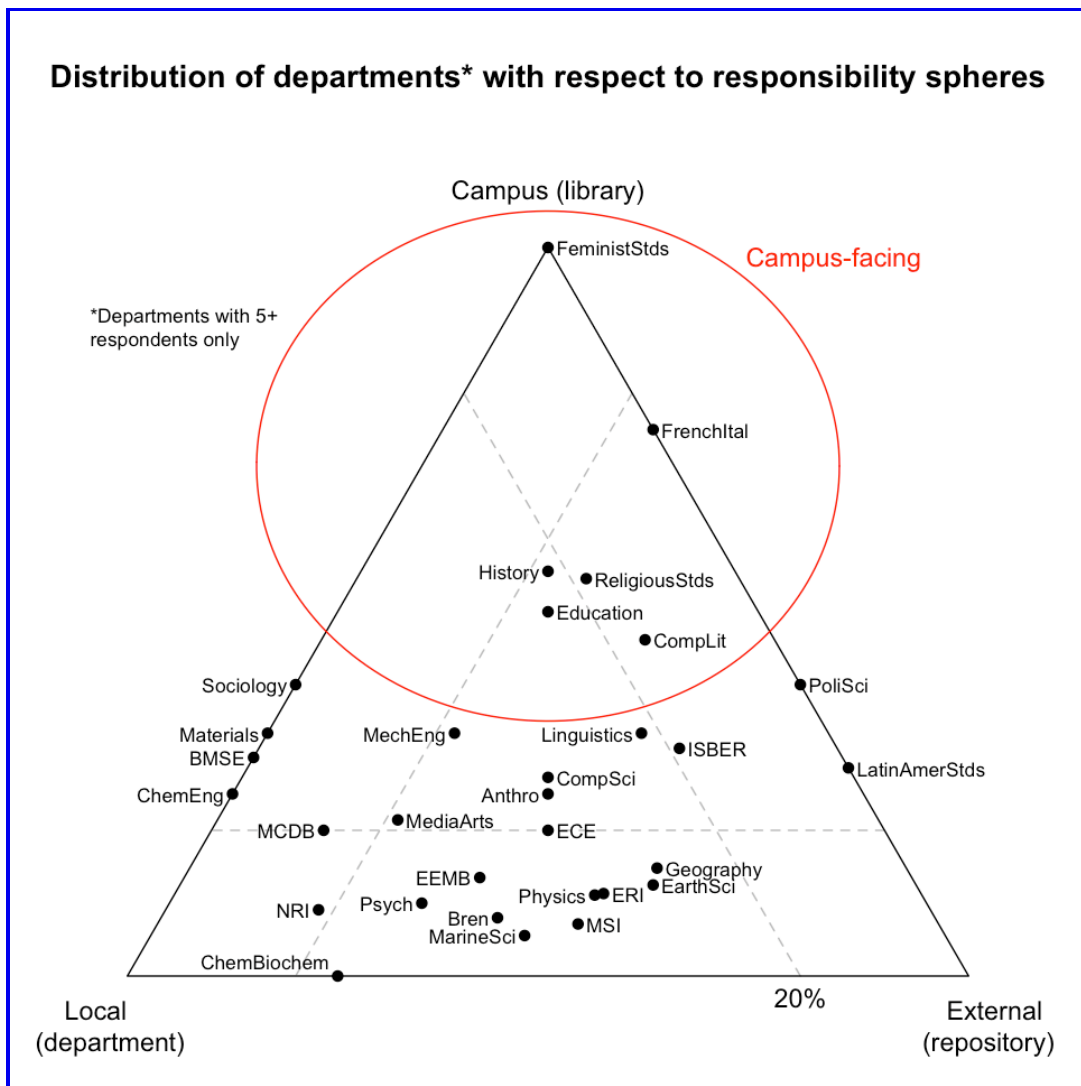 Distribution of departments* with respect to responsibility spheres
Campus (library)
FeministStds
Campus-facing
*Departments with 5+
respondents only
FrenchItal
History
ReligiousStds
Education
CompLit
Sociology
PoliSci
Materials
MechEng
Linguistics
BMSE
ISBER
LatinAmerStds
CompSci
ChemEng
Anthro
MediaArts
MCDB
ECE
Geography
EEMB
EarthSci
Physics
ERI
Psych
NRI
Bren
MSI
MarineSci
ChemBiochem
20%
Local
(department)
External
(repository)